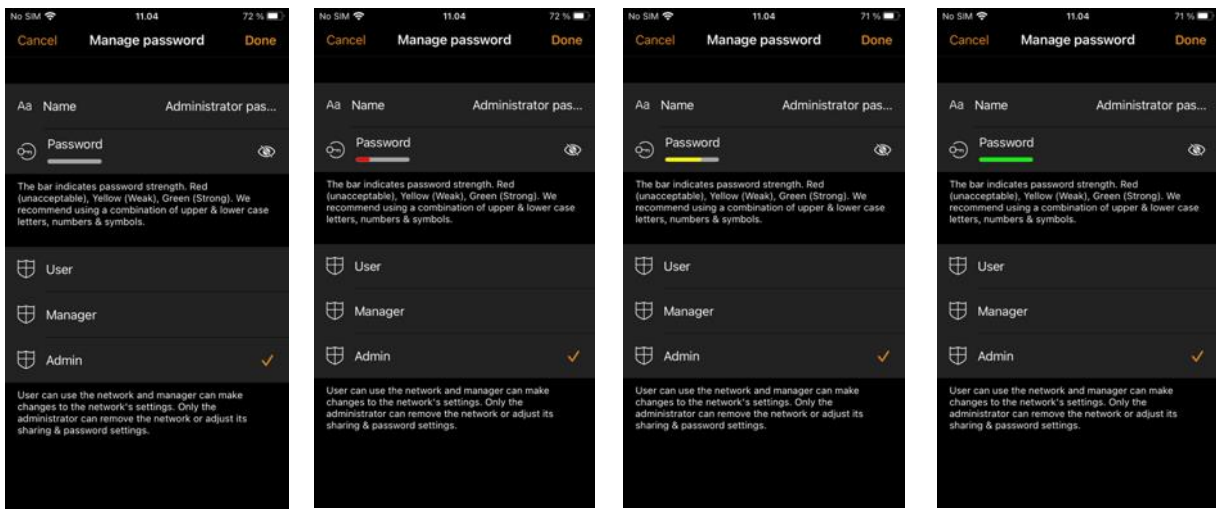 No SIM 11.04 72 %
Cancel Manage password Done
Aa Name Administrator pas...
Password
The bar indicates password strength. Red
(unacceptable), Yellow (Weak), Green (Strong). We
recommend using a combination of upper & lower case
letters, numbers & symbols.
User
Manager
Admin
User can use the network and manager can make
changes to the network's settings. Only the
administrator can remove the network or adjust its
sharing & password settings.
No SIM 11.04 72 %
Cancel Manage password Done
Aa Name Administrator pas...
Password
The bar indicates password strength. Red
(unacceptable), Yellow (Weak), Green (Strong). We
recommend using a combination of upper & lower case
letters, numbers & symbols.
User
Manager
Admin
User can use the network and manager can make
changes to the network's settings. Only the
administrator can remove the network or adjust its
sharing & password settings.
No SIM 11.04 71 %
Cancel Manage password Done
Aa Name Administrator pas...
Password
The bar indicates password strength. Red
(unacceptable), Yellow (Weak), Green (Strong). We
recommend using a combination of upper & lower case
letters, numbers & symbols.
User
Manager
Admin
User can use the network and manager can make
changes to the network's settings. Only the
administrator can remove the network or adjust its
sharing & password settings.
No SIM 11.04 71 %
Cancel Manage password Done
Aa Name Administrator pas...
Password
The bar indicates password strength. Red
(unacceptable), Yellow (Weak), Green (Strong). We
recommend using a combination of upper & lower case
letters, numbers & symbols.
User
Manager
Admin
User can use the network and manager can make
changes to the network's settings. Only the
administrator can remove the network or adjust its
sharing & password settings.